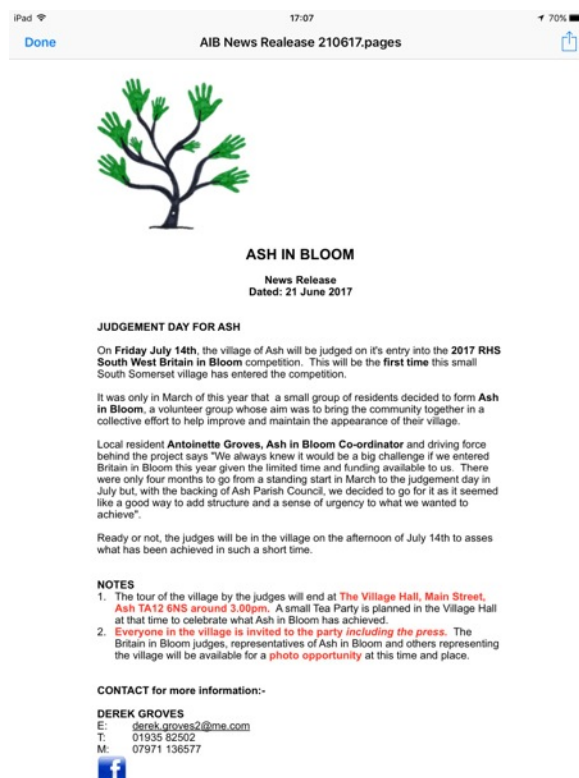 iPad 17:07 70%
Done AIB News Realease 210617.pages
ASH IN BLOOM
News Release
Dated: 21 June 2017
JUDGEMENT DAY FOR ASH
On Friday July 14th, the village of Ash will be judged on it's entry into the 2017 RHS
South West Britain in Bloom competition. This will be the first time this small
South Somerset village has entered the competition.
It was only in March of this year that a small group of residents decided to form Ash
in Bloom, a volunteer group whose aim was to bring the community together in a
collective effort to help improve and maintain the appearance of their village.
Local resident Antoinette Groves, Ash in Bloom Co-ordinator and driving force
behind the project says "We always knew it would be a big challenge if we entered
Britain in Bloom this year given the limited time and funding available to us. There
were only four months to go from a standing start in March to the judgement day in
July but, with the backing of Ash Parish Council, we decided to go for it as it seemed
like a good way to add structure and a sense of urgency to what we wanted to
achieve".
Ready or not, the judges will be in the village on the afternoon of July 14th to asses
what has been achieved in such a short time.
NOTES
1. The tour of the village by the judges will end at The Village Hall, Main Street,
Ash TA12 6NS around 3.00pm. A small Tea Party is planned in the Village Hall
at that time to celebrate what Ash in Bloom has achieved.
2. Everyone in the village is invited to the party including the press. The
Britain in Bloom judges, representatives of Ash in Bloom and others representing
the village will be available for a photo opportunity at this time and place.
CONTACT for more information:-
DEREK GROVES
E: derek.groves2@me.com
T: 01935 82502
M: 07971 136577
f